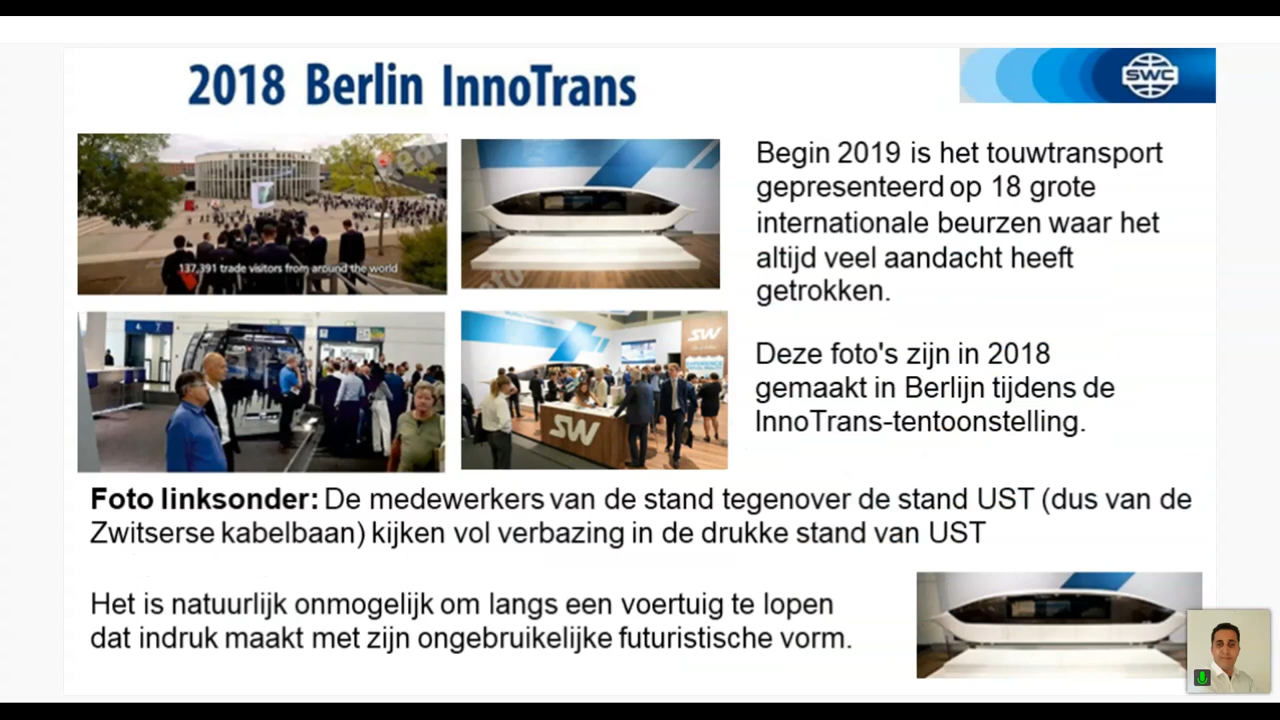 2018 Berlin InnoTrans
SWC
137,391 trade visitors from around the world
Begin 2019 is het touwtransport
gepresenteerd op 18 grote
internationale beurzen waar het
altijd veel aandacht heeft
getrokken.
SW
EXPERIENCE
SW
Deze foto's zijn in 2018
gemaakt in Berlijn tijdens de
InnoTrans-tentoonstelling.
Foto linksonder: De medewerkers van de stand tegenover de stand UST (dus van de
Zwitserse kabelbaan) kijken vol verbazing in de drukke stand van UST
Het is natuurlijk onmogelijk om langs een voertuig te lopen
dat indruk maakt met zijn ongebruikelijke futuristische vorm.